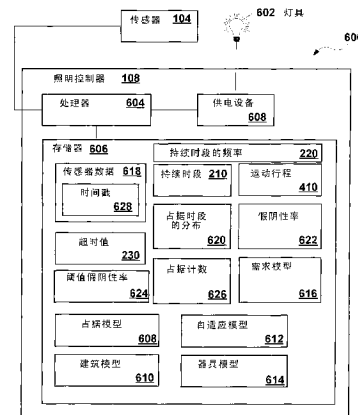 传感器 104
602 灯具
600
照明控制器 108
处理器 604
供电设备 608
存储器 606
持续时段的频率 220
传感器数据 618
时间戳 628
持续时段 210
运动行程 410
占据时段的分布 620
假阴性率 622
超时值 230
阈值假阴性率 624
占据计数 626
需求模型 616
占据模型 608
自适应模型 612
建筑模型 610
器具模型 614